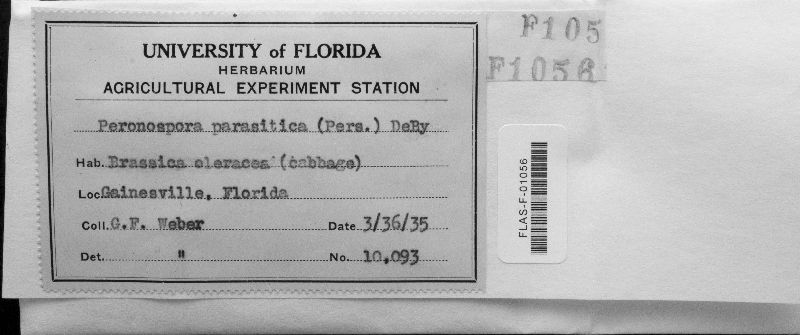 UNIVERSITY of FLORIDA
HERBARIUM
AGRICULTURAL EXPERIMENT STATION
Peronospora parasitica (Pers.) DeBy
Hab. Brassica oleracea (cabbage)
Loc. Gainesville, Florida
Coll. G.F. Weber Date 3/36/35
Det. " No. 10,093
F105
F1056
FLAS-F-01056